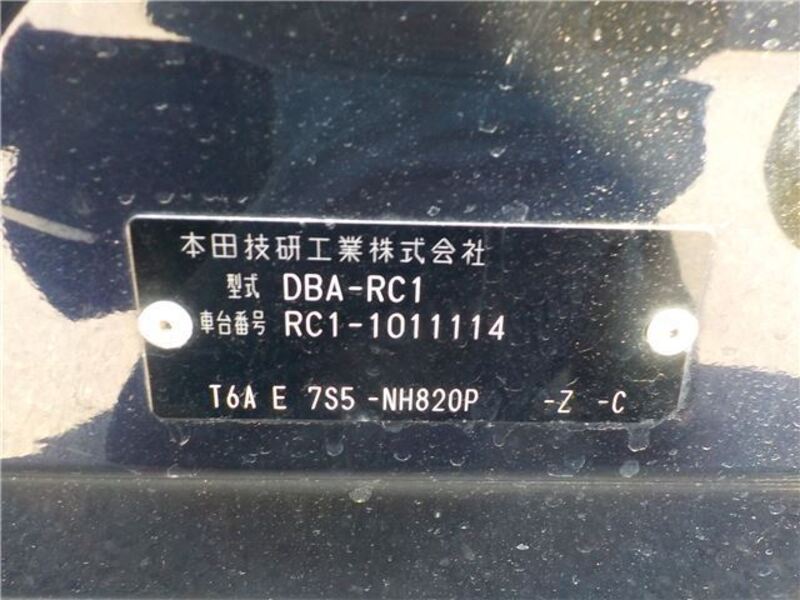 本田技研工業株式会社
型式 DBA-RC1
車台番号 RC1-1011114
T6A E 7S5 -NH820P -Z -C